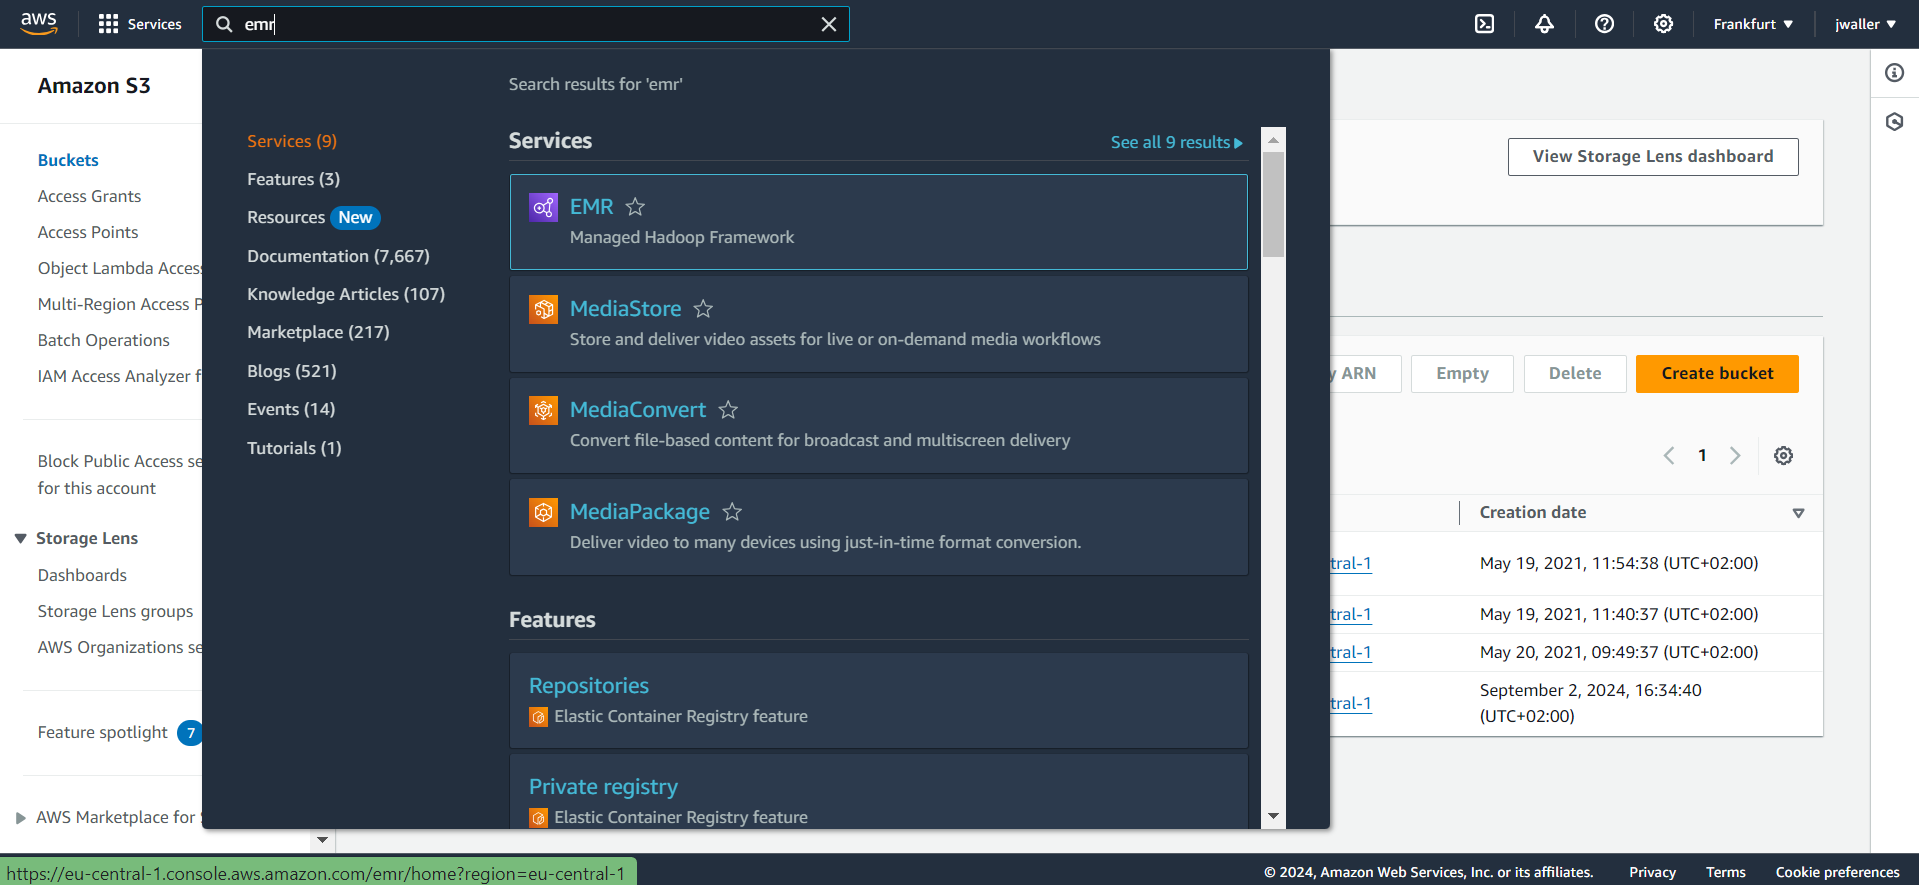 aws
Services
emr
Frankfurt
jwaller
Amazon S3
Buckets
Access Grants
Access Points
Object Lambda Access
Multi-Region Access P
Batch Operations
IAM Access Analyzer f
Block Public Access se
for this account
Storage Lens
Dashboards
Storage Lens groups
AWS Organizations se
Feature spotlight 7
AWS Marketplace for S
Search results for 'emr'
Services (9)
Features (3)
Resources New
Documentation (7,667)
Knowledge Articles (107)
Marketplace (217)
Blogs (521)
Events (14)
Tutorials (1)
Services
See all 9 results
EMR
Managed Hadoop Framework
MediaStore
Store and deliver video assets for live or on-demand media workflows
MediaConvert
Convert file-based content for broadcast and multiscreen delivery
MediaPackage
Deliver video to many devices using just-in-time format conversion.
Features
Repositories
Elastic Container Registry feature
Private registry
Elastic Container Registry feature
View Storage Lens dashboard
y ARN
Empty
Delete
Create bucket
1
Creation date
tral-1 May 19, 2021, 11:54:38 (UTC+02:00)
tral-1 May 19, 2021, 11:40:37 (UTC+02:00)
tral-1 May 20, 2021, 09:49:37 (UTC+02:00)
tral-1 September 2, 2024, 16:34:40
(UTC+02:00)
https://eu-central-1.console.aws.amazon.com/emr/home?region=eu-central-1
© 2024, Amazon Web Services, Inc. or its affiliates.
Privacy
Terms
Cookie preferences